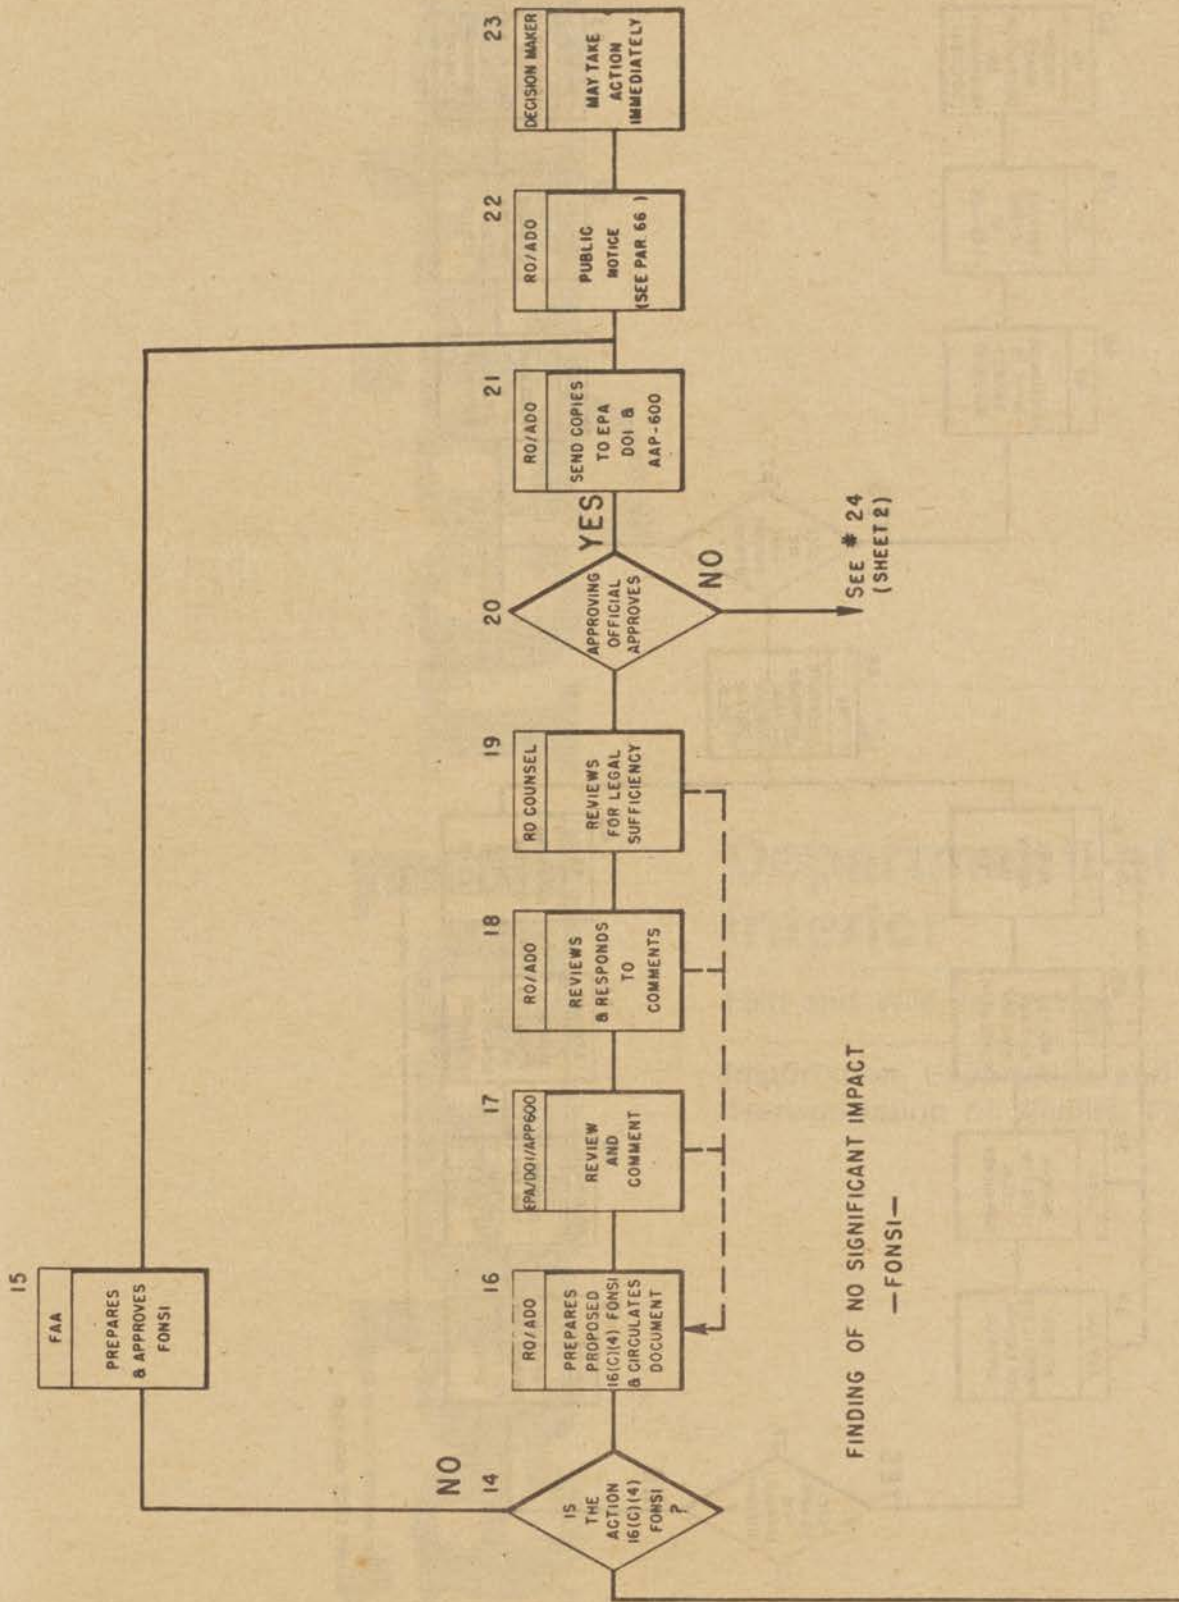 15
FAA
PREPARES
& APPROVES
FONSI
NO
14
IS
THE
ACTION
16(C)(4)
FONSI
?
16
RO/ADO
PREPARES
PROPOSED
16(C)(4) FONSI
& CIRCULATES
DOCUMENT
17
EPA/DOI/APP600
REVIEW
AND
COMMENT
18
RO/ADO
REVIEWS
& RESPONDS
TO
COMMENTS
19
RO COUNSEL
REVIEWS
FOR LEGAL
SUFFICIENCY
20
APPROVING
OFFICIAL
APPROVES
YES
NO
SEE # 24
(SHEET 2)
21
RO/ADO
SEND COPIES
TO EPA
DOI &
AAP-600
22
RO/ADO
PUBLIC
NOTICE
(SEE PAR. 66 )
23
DECISION MAKER
MAY TAKE
ACTION
IMMEDIATELY
FINDING OF NO SIGNIFICANT IMPACT
—FONSI—